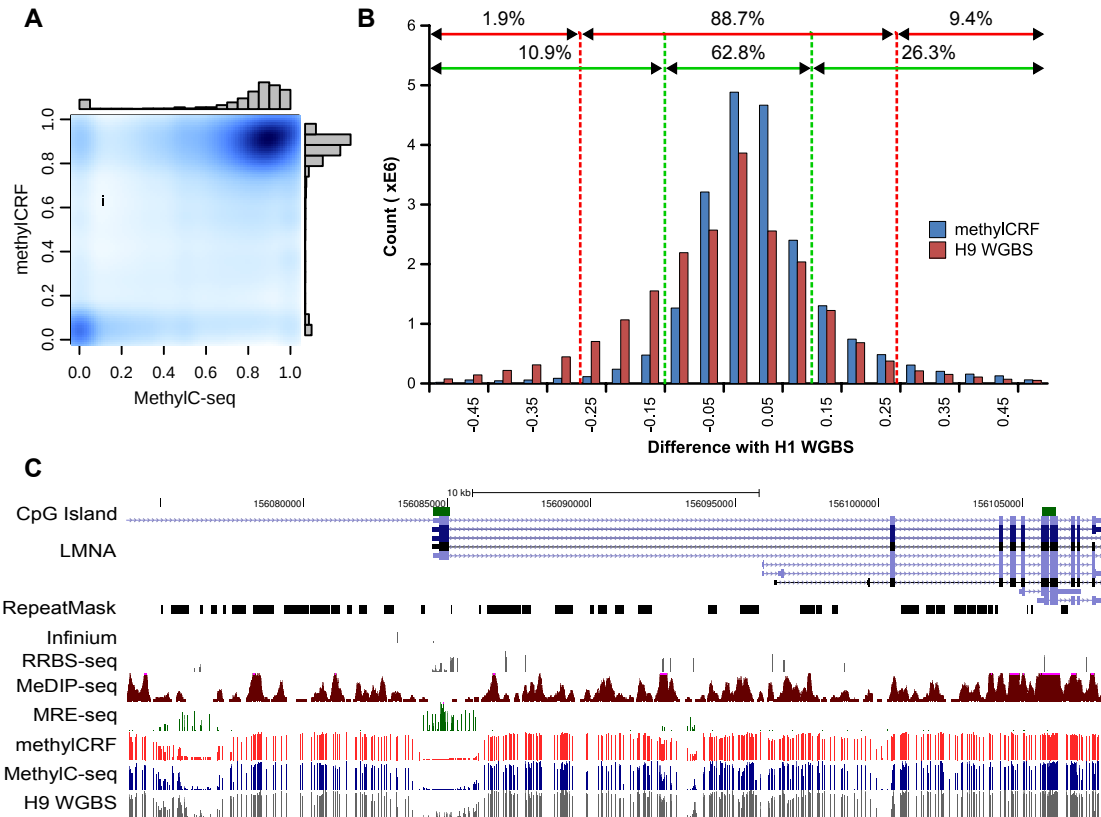 A
1.0
0.8
0.6
0.4
0.2
0.0
methylCRF
i
0.0 0.2 0.4 0.6 0.8 1.0
MethylC-seq
B
6
5
4
3
2
1
0
Count ( xE6)
1.9% 88.7% 9.4%
10.9% 62.8% 26.3%
methylCRF
H9 WGBS
-0.45 -0.35 -0.25 -0.15 -0.05 0.05 0.15 0.25 0.35 0.45
Difference with H1 WGBS
C
10 kb
156080000 156085000 156090000 156095000 156100000 156105000
CpG Island
LMNA
RepeatMask
Infinium
RRBS-seq
MeDIP-seq
MRE-seq
methylCRF
MethylC-seq
H9 WGBS